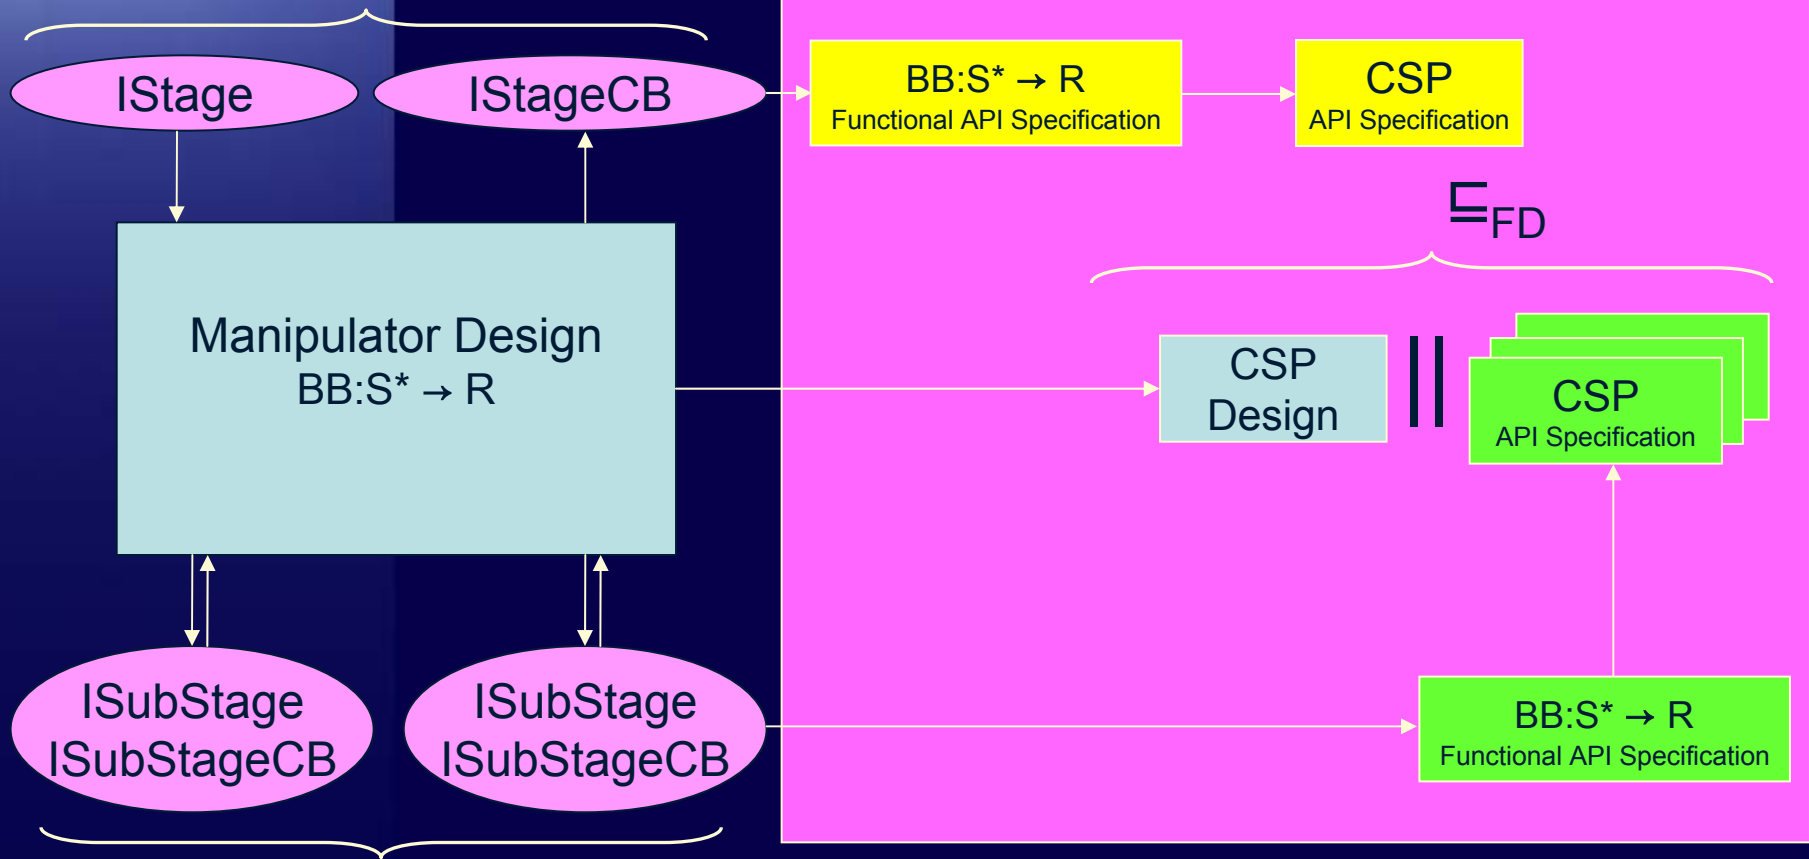 IStage
IStageCB
BB:S* → R
Functional API Specification
CSP
API Specification
⊑FD
Manipulator Design
BB:S* → R
CSP
Design
||
CSP
API Specification
ISubStage
ISubStageCB
ISubStage
ISubStageCB
BB:S* → R
Functional API Specification